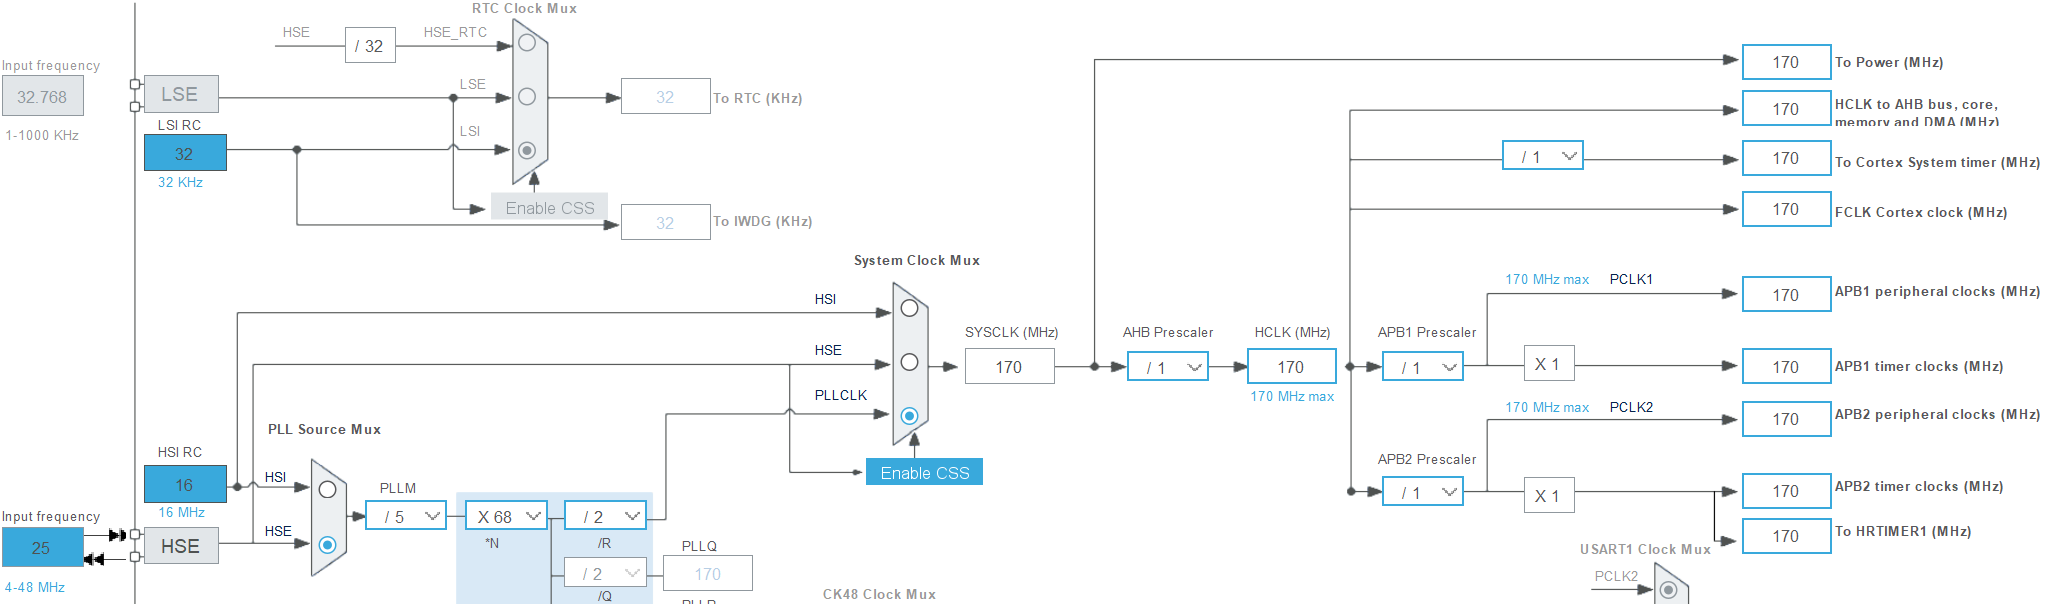 RTC Clock Mux
HSE
/ 32
HSE_RTC
Input frequency
32.768
1-1000 KHz
LSE
LSE
32
To RTC (KHz)
LSI RC
32
32 KHz
LSI
Enable CSS
32
To IWDG (KHz)
170
To Power (MHz)
170
HCLK to AHB bus, core,
memory and DMA (MHz)
/ 1
170
To Cortex System timer (MHz)
170
FCLK Cortex clock (MHz)
System Clock Mux
HSI
HSE
PLLCLK
Enable CSS
SYSCLK (MHz)
170
AHB Prescaler
/ 1
HCLK (MHz)
170
170 MHz max
APB1 Prescaler
/ 1
170 MHz max
PCLK1
170
APB1 peripheral clocks (MHz)
X 1
170
APB1 timer clocks (MHz)
170 MHz max
PCLK2
170
APB2 peripheral clocks (MHz)
APB2 Prescaler
/ 1
X 1
170
APB2 timer clocks (MHz)
170
To HRTIMER1 (MHz)
PLL Source Mux
HSI RC
16
16 MHz
HSI
Input frequency
25
4-48 MHz
HSE
HSE
PLLM
/ 5
X 68
*N
/ 2
/R
/ 2
/Q
PLLQ
170
CK48 Clock Mux
USART1 Clock Mux
PCLK2